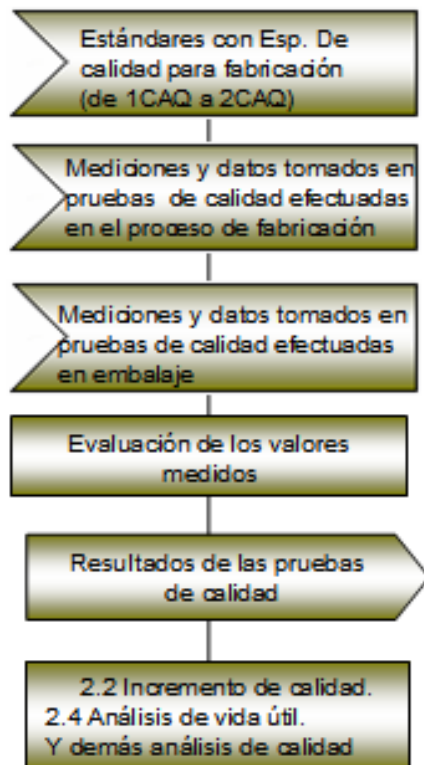 Estándares con Esp. De
calidad para fabricación
(de 1CAQ a 2CAQ)
Mediciones y datos tomados en
pruebas de calidad efectuadas
en el proceso de fabricación
Mediciones y datos tomados en
pruebas de calidad efectuadas
en embalaje
Evaluación de los valores
medidos
Resultados de las pruebas
de calidad
2.2 Incremento de calidad.
2.4 Análisis de vida útil.
Y demás análisis de calidad